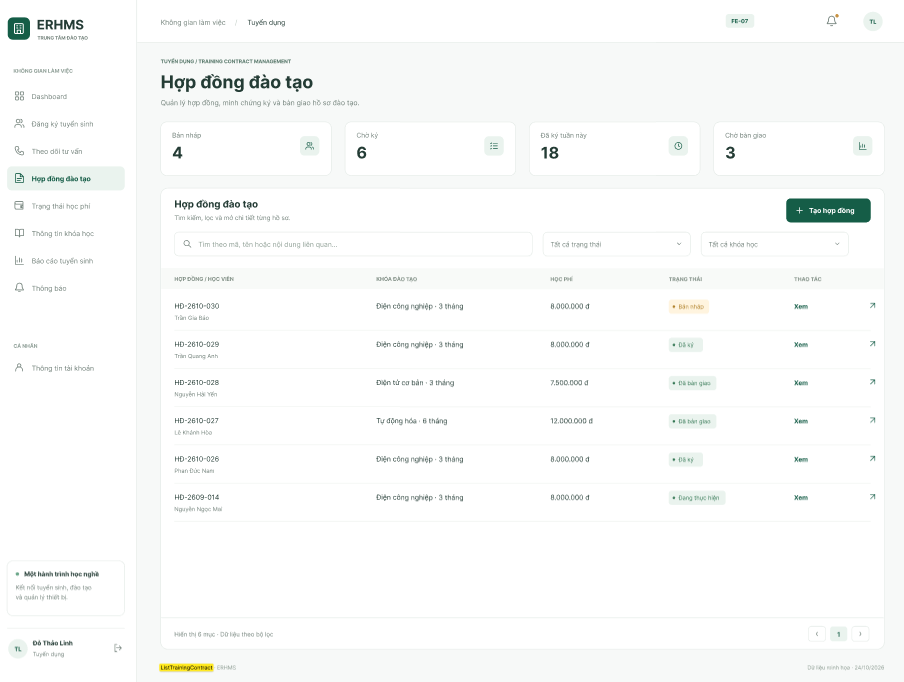 ERHMS
TRUNG TÂM ĐÀO TẠO
KHÔNG GIAN LÀM VIỆC
Dashboard
Đăng ký tuyển sinh
Theo dõi tư vấn
Hợp đồng đào tạo
Trạng thái học phí
Thông tin khóa học
Báo cáo tuyển sinh
Thông báo
CÁ NHÂN
Thông tin tài khoản
Một hành trình học nghề
Kết nối tuyển sinh, đào tạo
và quản lý thiết bị.
TL
Đỗ Thảo Linh
Tuyển dụng
Không gian làm việc / Tuyển dụng
FE-07
TL
TUYỂN DỤNG / TRAINING CONTRACT MANAGEMENT
Hợp đồng đào tạo
Quản lý hợp đồng, minh chứng ký và bàn giao hồ sơ đào tạo.
Bản nháp
4
Chờ ký
6
Đã ký tuần này
18
Chờ bàn giao
3
Hợp đồng đào tạo
Tìm kiếm, lọc và mở chi tiết từng hồ sơ.
+ Tạo hợp đồng
Tìm theo mã, tên hoặc nội dung liên quan...
Tất cả trạng thái
Tất cả khóa học
HỢP ĐỒNG / HỌC VIÊN KHÓA ĐÀO TẠO HỌC PHÍ TRẠNG THÁI THAO TÁC
HĐ-2610-030 Điện công nghiệp · 3 tháng 8.000.000 đ Bản nháp Xem
Trần Gia Bảo
HĐ-2610-029 Điện công nghiệp · 3 tháng 8.000.000 đ Đã ký Xem
Trần Quang Anh
HĐ-2610-028 Điện tử cơ bản · 3 tháng 7.500.000 đ Đã bàn giao Xem
Nguyễn Hải Yến
HĐ-2610-027 Tự động hóa · 6 tháng 12.000.000 đ Đã bàn giao Xem
Lê Khánh Hòa
HĐ-2610-026 Điện công nghiệp · 3 tháng 8.000.000 đ Đã ký Xem
Phan Đức Nam
HĐ-2609-014 Điện công nghiệp · 3 tháng 8.000.000 đ Đang thực hiện Xem
Nguyễn Ngọc Mai
Hiển thị 6 mục · Dữ liệu theo bộ lọc
1
ListTrainingContract ERHMS
Dữ liệu minh họa · 24/10/2026